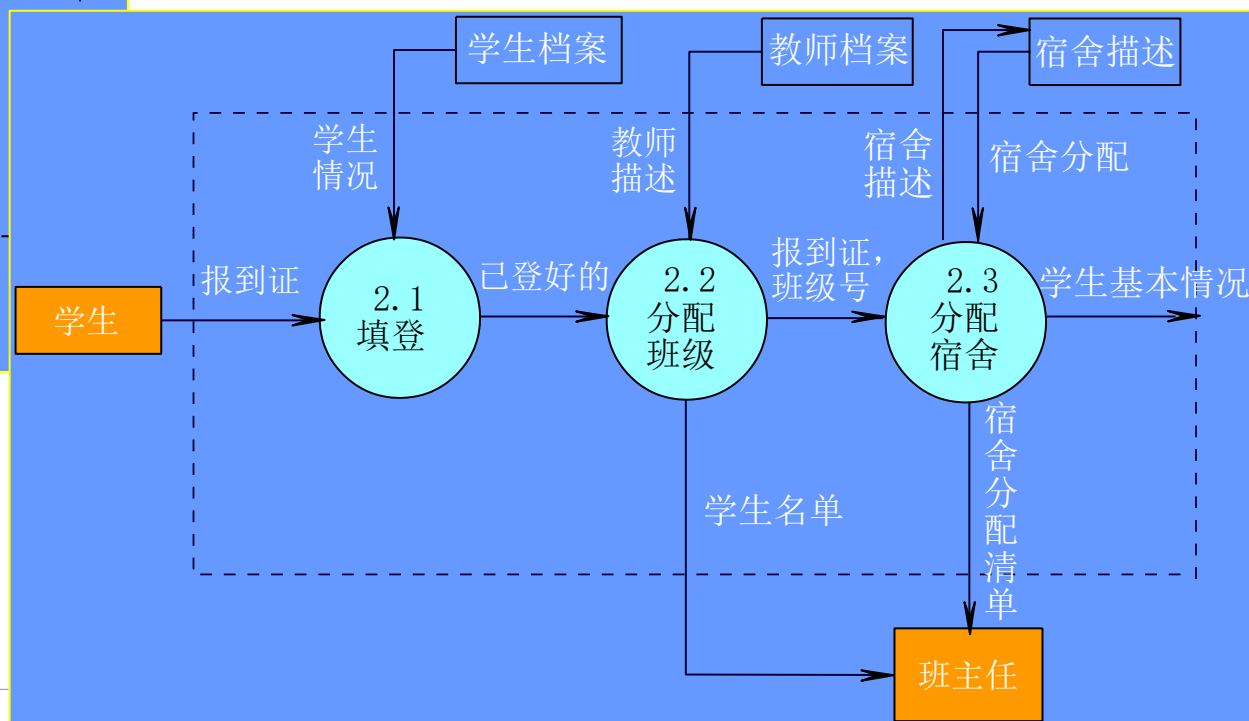 学生档案
教师档案
宿舍描述
学生
情况
教师
描述
宿舍
描述
宿舍分配
学生
报到证
2.1
填登
已登好的
2.2
分配
班级
报到证，
班级号
2.3
分配
宿舍
学生基本情况
学生名单
宿
舍
分
配
清
单
班主任